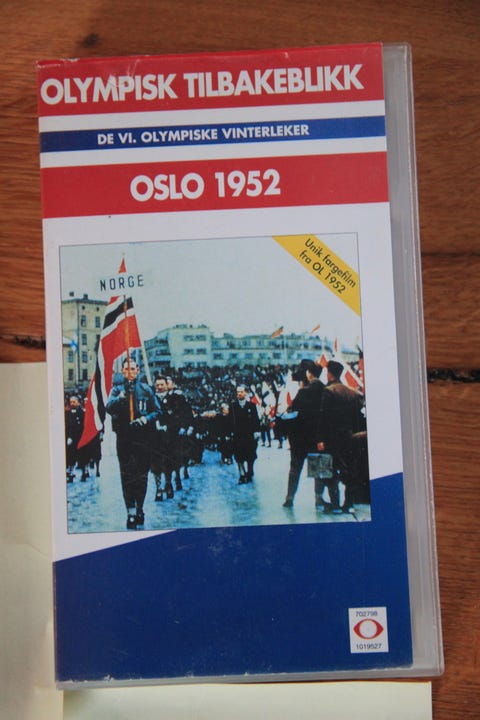 OLYMPISK TILBAKEBLIKK
DE VI. OLYMPISKE VINTERLEKER
OSLO 1952
Unik fargefilm
fra OL 1952
NORGE
702798
1019527